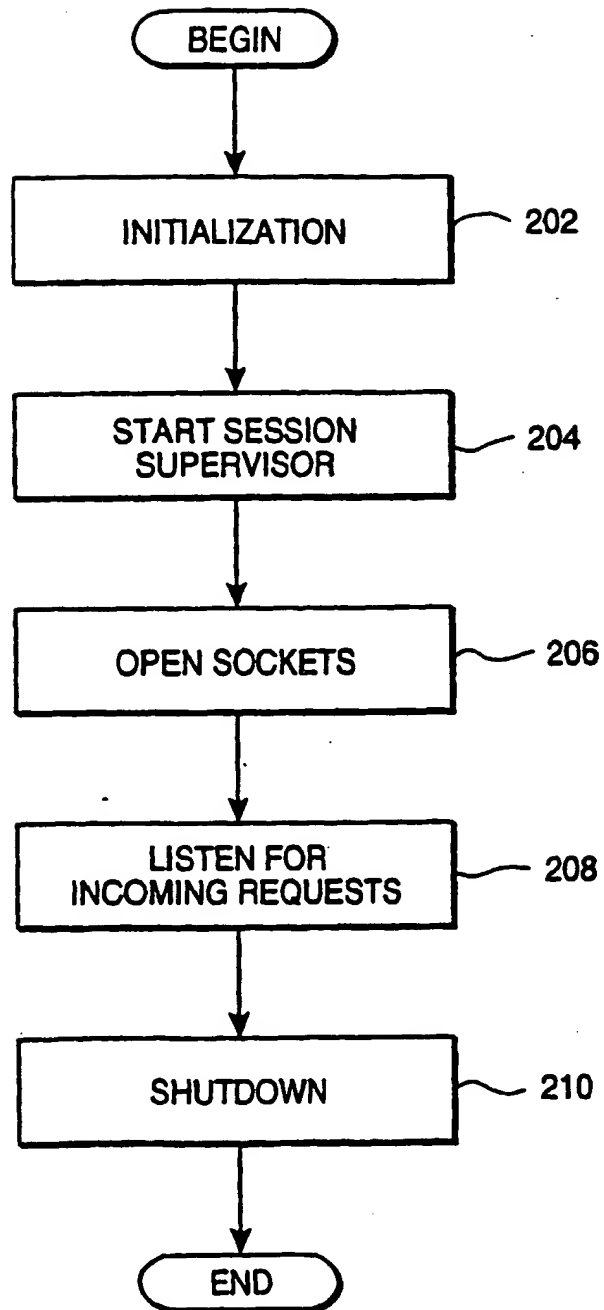 BEGIN
INITIALIZATION
202
START SESSION
SUPERVISOR
204
OPEN SOCKETS
206
LISTEN FOR
INCOMING REQUESTS
208
SHUTDOWN
210
END